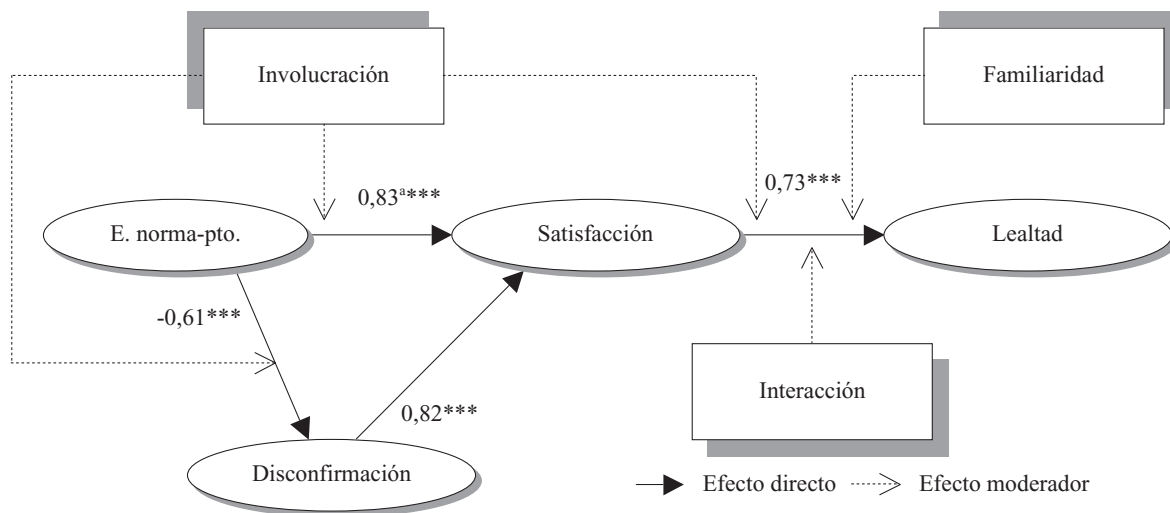 Involucración
Familiaridad
0,83ª***
0,73***
E. norma-pto.
Satisfacción
Lealtad
-0,61***
Interacción
0,82***
Disconfirmación
Efecto directo
Efecto moderador